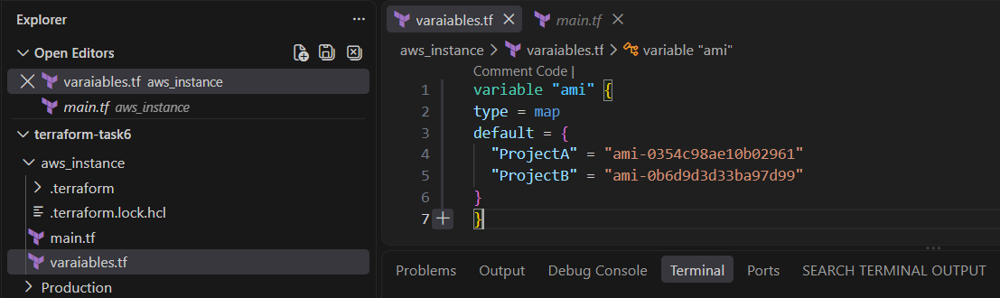 Explorer
Open Editors
varaiables.tf aws_instance
main.tf aws_instance
terraform-task6
aws_instance
.terraform
.terraform.lock.hcl
main.tf
varaiables.tf
Production
varaiables.tf main.tf
aws_instance > varaiables.tf > variable "ami"
Comment Code |
1 variable "ami" {
2 type = map
3 default = {
4 "ProjectA" = "ami-0354c98ae10b02961"
5 "ProjectB" = "ami-0b6d9d3d33ba97d99"
6 }
7 }
Problems Output Debug Console Terminal Ports SEARCH TERMINAL OUTPUT